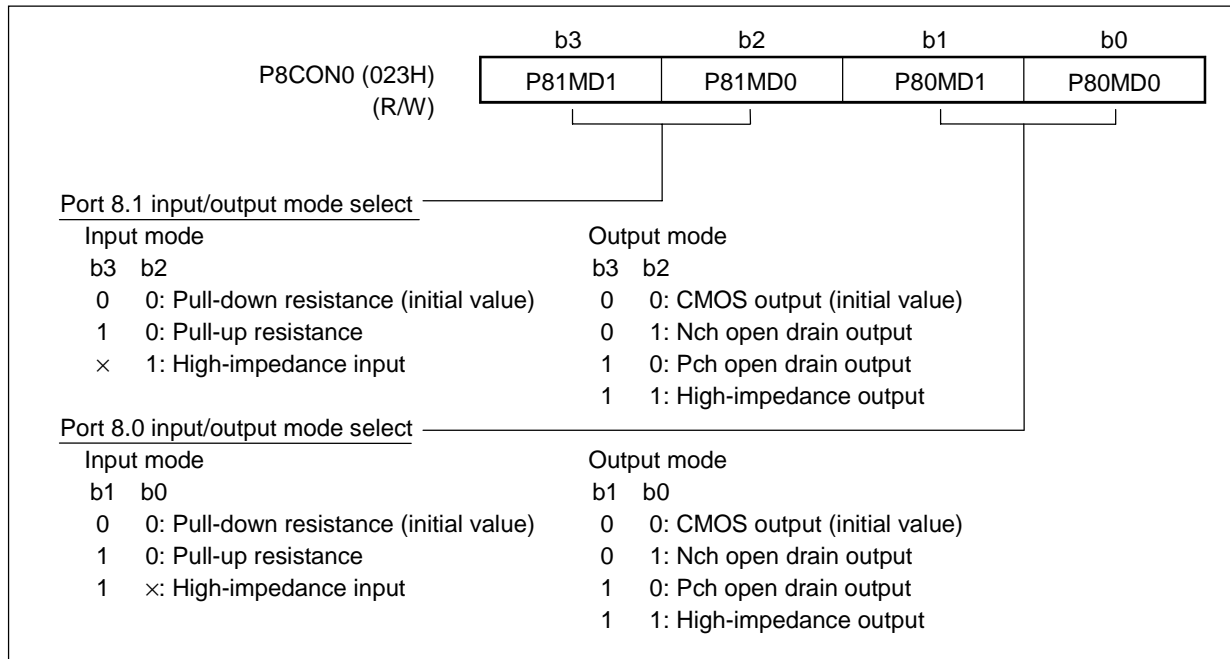 b3 b2 b1 b0
P8CON0 (023H) P81MD1 P81MD0 P80MD1 P80MD0
(R/W)
Port 8.1 input/output mode select
Input mode Output mode
b3 b2 b3 b2
0 0: Pull-down resistance (initial value) 0 0: CMOS output (initial value)
1 0: Pull-up resistance 0 1: Nch open drain output
× 1: High-impedance input 1 0: Pch open drain output
1 1: High-impedance output
Port 8.0 input/output mode select
Input mode Output mode
b1 b0 b1 b0
0 0: Pull-down resistance (initial value) 0 0: CMOS output (initial value)
1 0: Pull-up resistance 0 1: Nch open drain output
1 ×: High-impedance input 1 0: Pch open drain output
1 1: High-impedance output